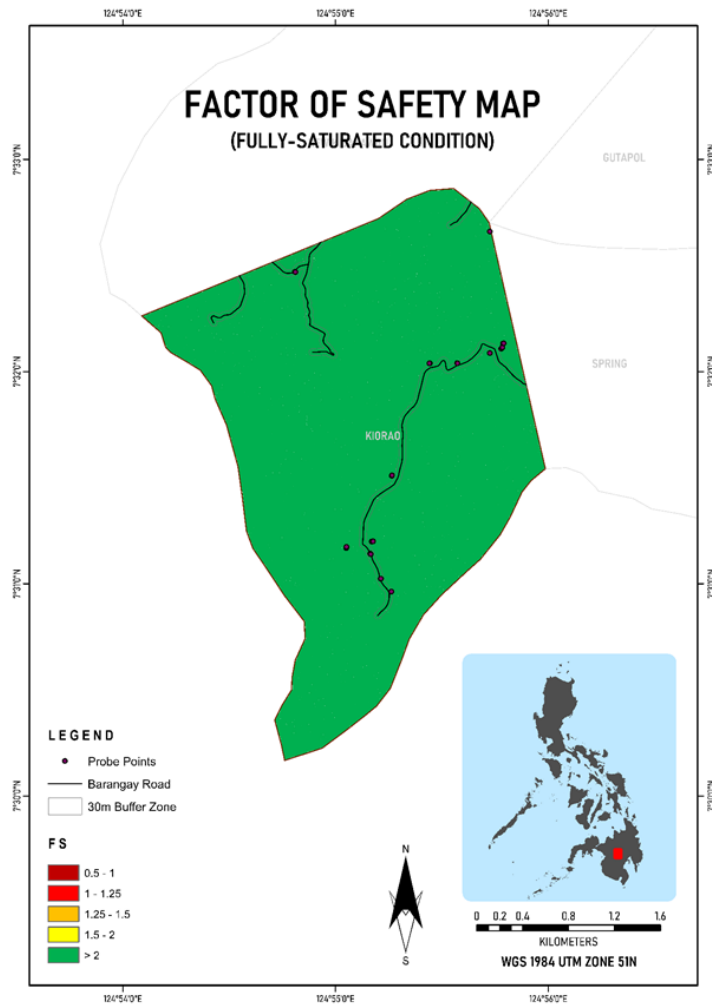 124°54'0"E 124°55'0"E 124°56'0"E
FACTOR OF SAFETY MAP
(FULLY-SATURATED CONDITION)
7°33'0"N
GUTAPOL
7°32'0"N
SPRING
KIORAO
7°31'0"N
7°30'0"N
LEGEND
Probe Points
Barangay Road
30m Buffer Zone
FS
0.5 - 1
1 - 1.25
1.25 - 1.5
1.5 - 2
> 2
S
0 0.2 0.4 0.8 1.2 1.6
KILOMETERS
WGS 1984 UTM ZONE 51N
124°54'0"E 124°55'0"E 124°56'0"E